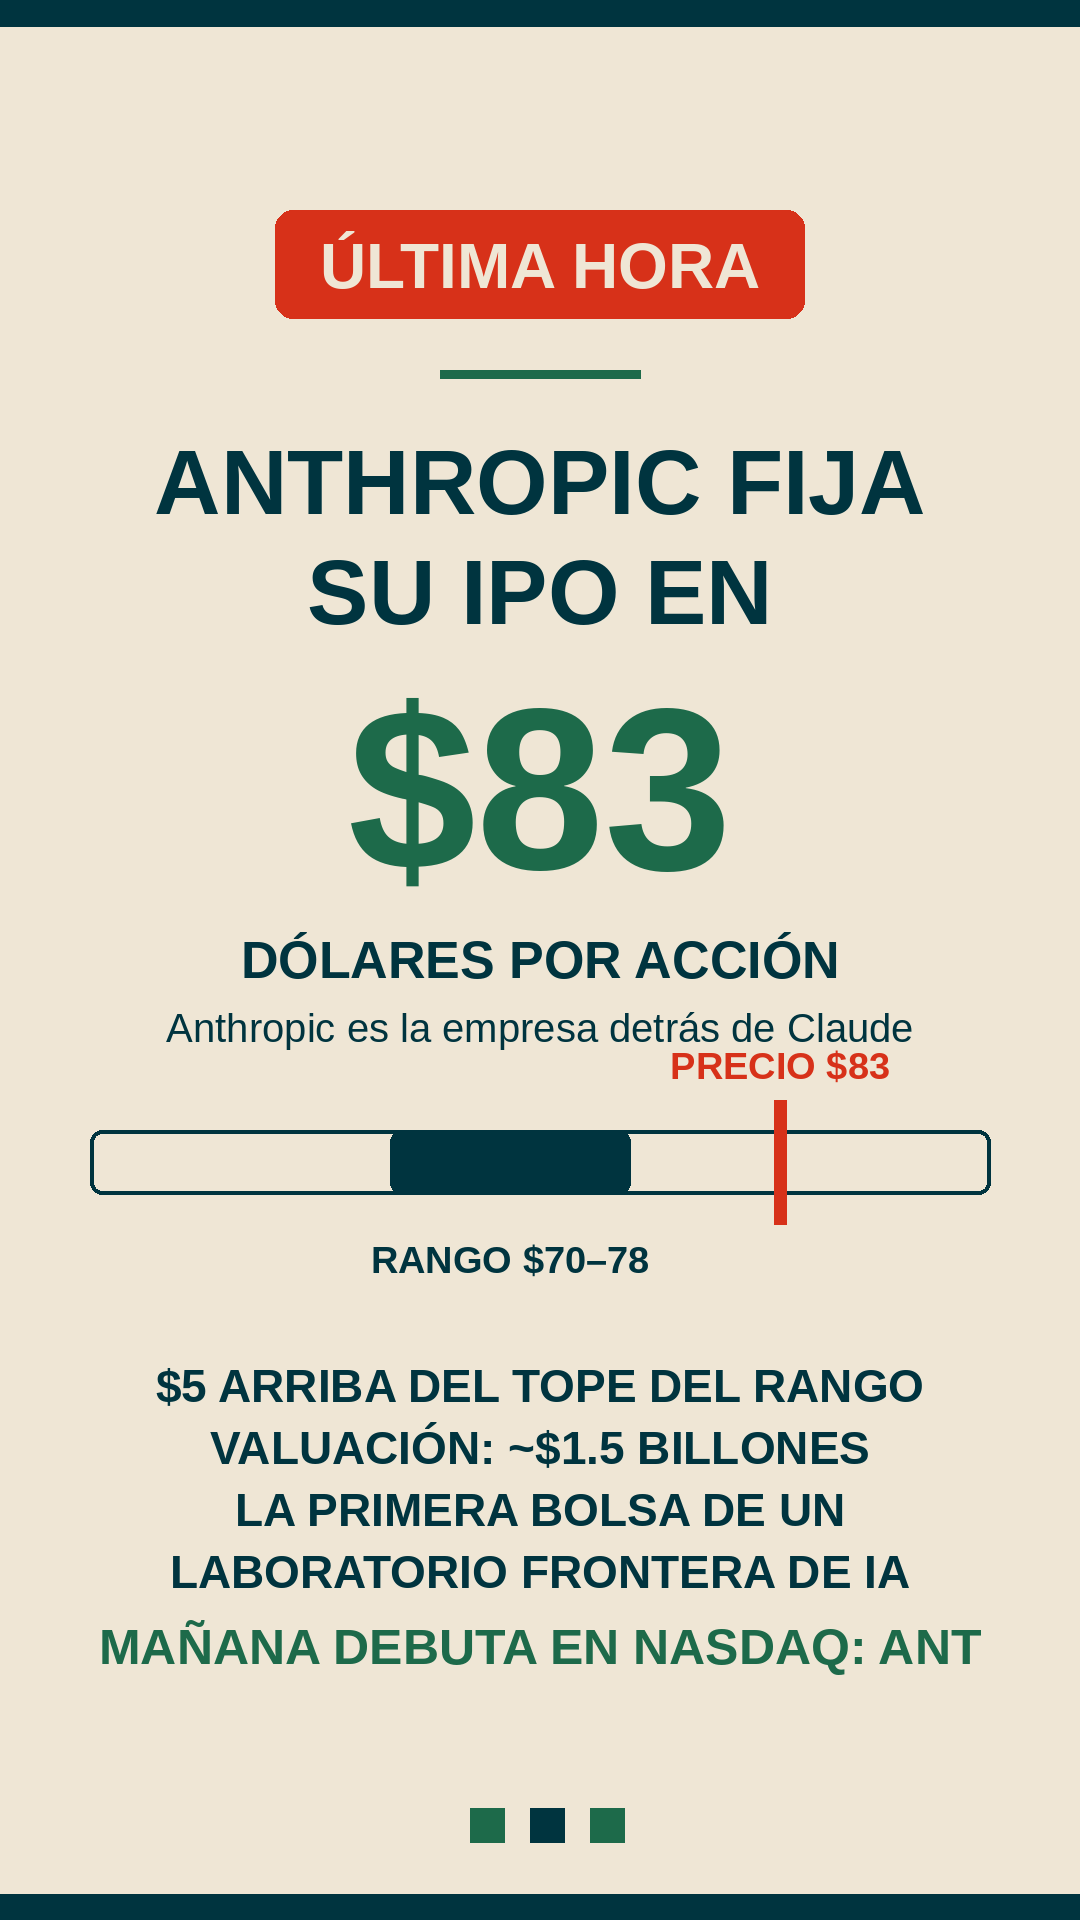 ÚLTIMA HORA
ANTHROPIC FIJA
SU IPO EN
$83
DÓLARES POR ACCIÓN
Anthropic es la empresa detrás de Claude
PRECIO $83
RANGO $70–78
$5 ARRIBA DEL TOPE DEL RANGO
VALUACIÓN: ~$1.5 BILLONES
LA PRIMERA BOLSA DE UN
LABORATORIO FRONTERA DE IA
MAÑANA DEBUTA EN NASDAQ: ANT